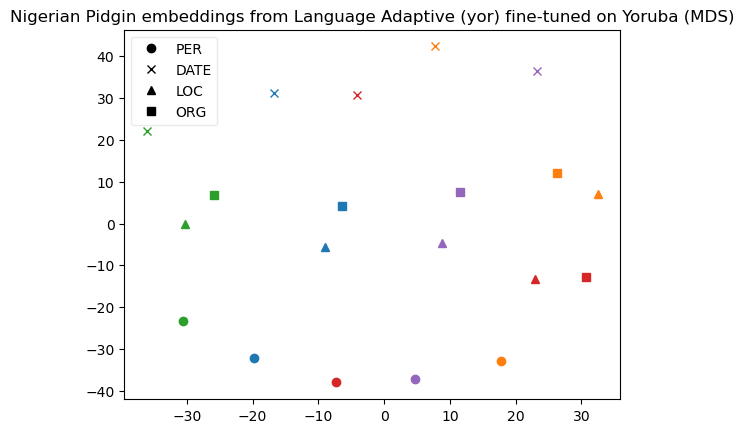 Nigerian Pidgin embeddings from Language Adaptive (yor) fine-tuned on Yoruba (MDS)
PER
DATE
LOC
ORG
40
30
20
10
0
−10
−20
−30
−40
−30 −20 −10 0 10 20 30